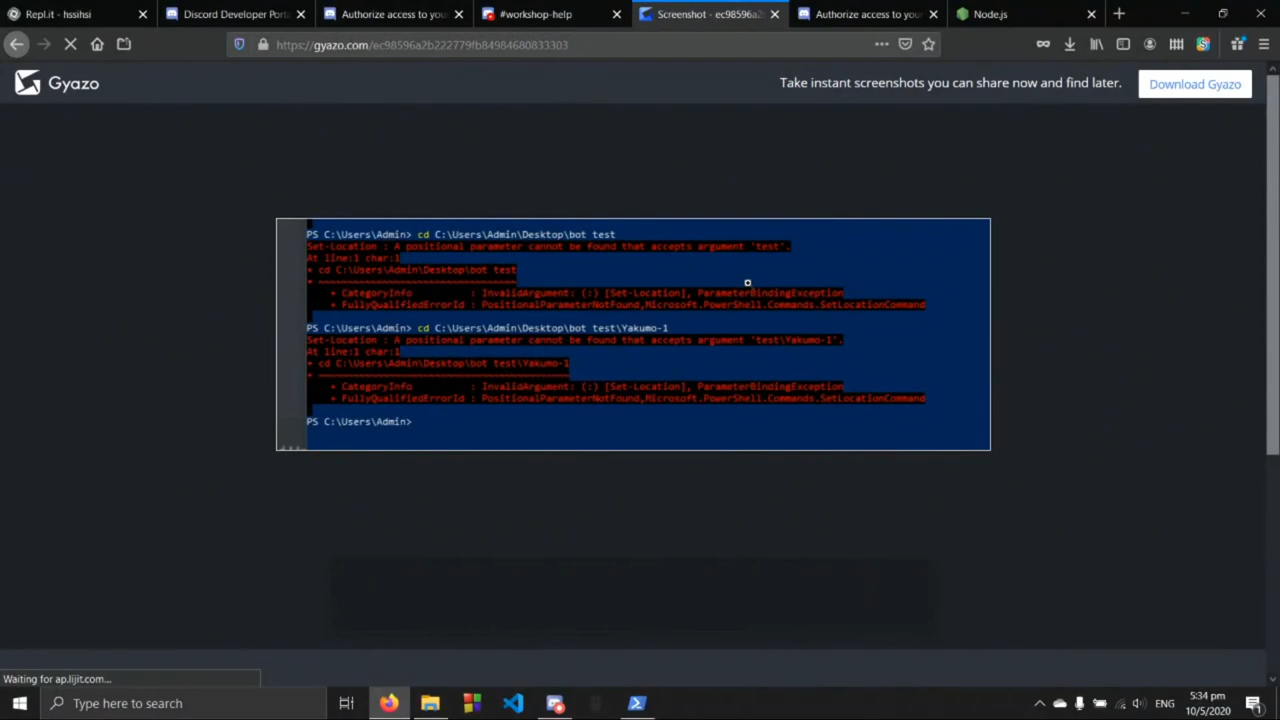 Repl.it - hssihsi
Discord Developer Porta
Authorize access to your
#workshop-help
Screenshot - ec98596a2b
Authorize access to your
Node.js
https://gyazo.com/ec98596a2b222779fb84984680833303
Gyazo
Take instant screenshots you can share now and find later.
Download Gyazo
PS C:\Users\Admin> cd C:\Users\Admin\Desktop\bot test
Set-Location : A positional parameter cannot be found that accepts argument 'test'.
At line:1 char:1
+ cd C:\Users\Admin\Desktop\bot test
+ ~~~~~~~~~~~~~~~~~~~~~~~~~~~~~~~~~~
+ CategoryInfo : InvalidArgument: (:) [Set-Location], ParameterBindingException
+ FullyQualifiedErrorId : PositionalParameterNotFound,Microsoft.PowerShell.Commands.SetLocationCommand
PS C:\Users\Admin> cd C:\Users\Admin\Desktop\bot test\Yakumo-1
Set-Location : A positional parameter cannot be found that accepts argument 'test\Yakumo-1'.
At line:1 char:1
+ cd C:\Users\Admin\Desktop\bot test\Yakumo-1
+ ~~~~~~~~~~~~~~~~~~~~~~~~~~~~~~~~~~~~~~~~~~~
+ CategoryInfo : InvalidArgument: (:) [Set-Location], ParameterBindingException
+ FullyQualifiedErrorId : PositionalParameterNotFound,Microsoft.PowerShell.Commands.SetLocationCommand
PS C:\Users\Admin>
Waiting for ap.lijit.com...
Type here to search
ENG
5:34 pm
10/5/2020
1